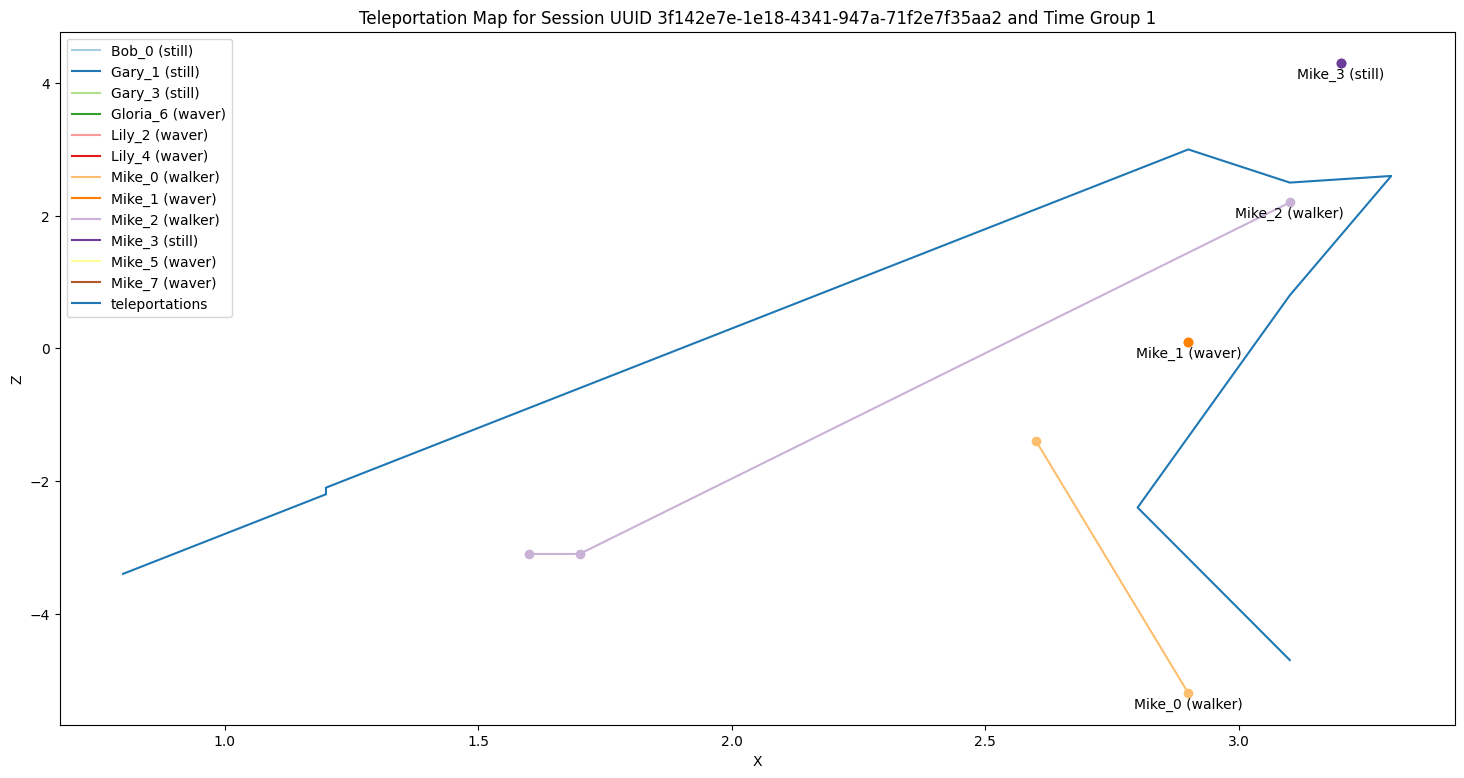 Teleportation Map for Session UUID 3f142e7e-1e18-4341-947a-71f2e7f35aa2 and Time Group 1
Bob_0 (still)
Gary_1 (still)
Gary_3 (still)
Gloria_6 (waver)
Lily_2 (waver)
Lily_4 (waver)
Mike_0 (walker)
Mike_1 (waver)
Mike_2 (walker)
Mike_3 (still)
Mike_5 (waver)
Mike_7 (waver)
teleportations
Mike_3 (still)
Mike_2 (walker)
Mike_1 (waver)
Mike_0 (walker)
4
2
0
−2
−4
Z
1.0 1.5 2.0 2.5 3.0
X